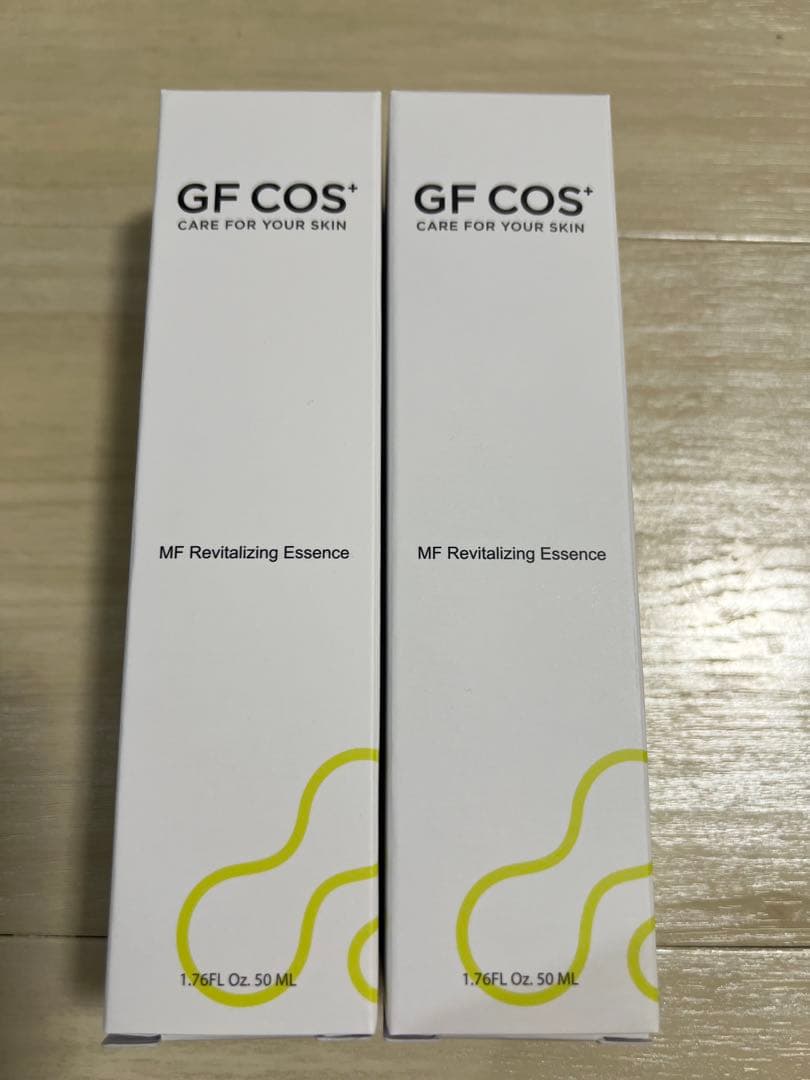 GF COS+
CARE FOR YOUR SKIN
MF Revitalizing Essence
1.76FL Oz. 50 ML
GF COS+
CARE FOR YOUR SKIN
MF Revitalizing Essence
1.76FL Oz. 50 ML